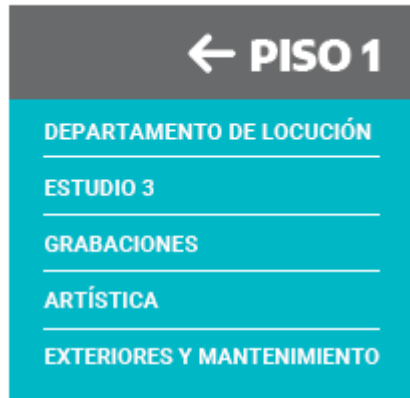 ← PISO 1
DEPARTAMENTO DE LOCUCIÓN
ESTUDIO 3
GRABACIONES
ARTÍSTICA
EXTERIORES Y MANTENIMIENTO